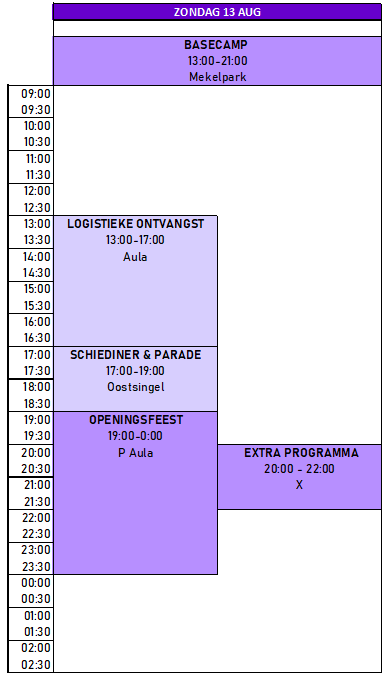 ZONDAG 13 AUG
BASECAMP
13:00-21:00
Mekelpark
09:00
09:30
10:00
10:30
11:00
11:30
12:00
12:30
13:00 LOGISTIEKE ONTVANGST
13:30 13:00-17:00
14:00 Aula
14:30
15:00
15:30
16:00
16:30
17:00 SCHIEDINER & PARADE
17:30 17:00-19:00
18:00 Oostsingel
18:30
19:00 OPENINGSFEEST
19:30 19:00-0:00
20:00 P Aula EXTRA PROGRAMMA
20:30 20:00 - 22:00
21:00 X
21:30
22:00
22:30
23:00
23:30
00:00
00:30
01:00
01:30
02:00
02:30